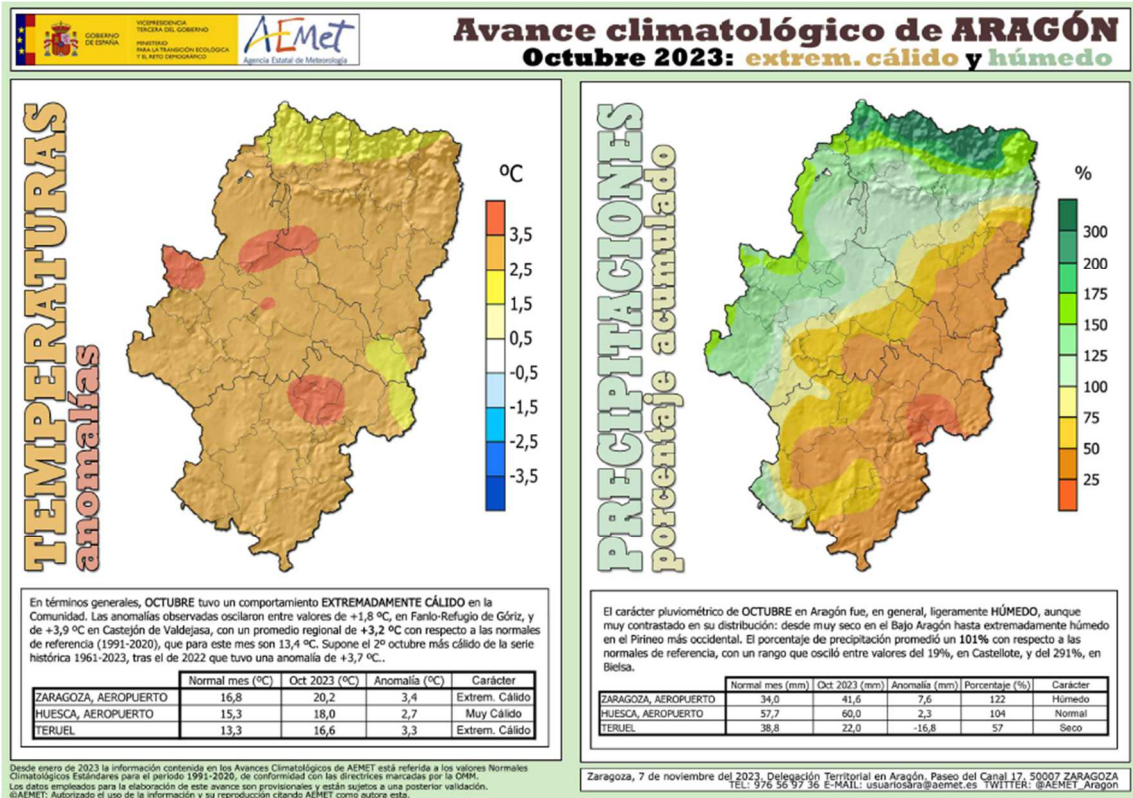 GOBIERNO
DE ESPAÑA
VICEPRESIDENCIA
TERCERA DEL GOBIERNO
MINISTERIO
PARA LA TRANSICIÓN ECOLÓGICA
Y EL RETO DEMOGRÁFICO
AEMet
Agencia Estatal de Meteorología
Avance climatológico de ARAGÓN
Octubre 2023: extrem. cálido y húmedo
TEMPERATURAS
anomalías
ºC
3,5
2,5
1,5
0,5
-0,5
-1,5
-2,5
-3,5
En términos generales, OCTUBRE tuvo un comportamiento EXTREMADAMENTE CÁLIDO en la
Comunidad. Las anomalías observadas oscilaron entre valores de +1,8 ºC, en Fanlo-Refugio de Góriz, y
de +3,9 ºC en Castejón de Valdejasa, con un promedio regional de +3,2 ºC con respecto a las normales
de referencia (1991-2020), que para este mes son 13,4 ºC. Supone el 2º octubre más cálido de la serie
histórica 1961-2023, tras el de 2022 que tuvo una anomalía de +3,7 ºC..
Normal mes (ºC) Oct 2023 (ºC) Anomalía (ºC) Carácter
ZARAGOZA, AEROPUERTO 16,8 20,2 3,4 Extrem. Cálido
HUESCA, AEROPUERTO 15,3 18,0 2,7 Muy Cálido
TERUEL 13,3 16,6 3,3 Extrem. Cálido
Desde enero de 2023 la información contenida en los Avances Climatológicos de AEMET está referida a los valores Normales
Climatológicos Estándares para el periodo 1991-2020, de conformidad con las directrices marcadas por la OMM.
Los datos empleados para la elaboración de este avance son provisionales y están sujetos a una posterior validación.
©AEMET: Autorizado el uso de la información y su reproducción citando AEMET como autora esta.
PRECIPITACIONES
porcentaje acumulado
%
300
200
175
150
125
100
75
50
25
El carácter pluviométrico de OCTUBRE en Aragón fue, en general, ligeramente HÚMEDO, aunque
muy contrastado en su distribución: desde muy seco en el Bajo Aragón hasta extremadamente húmedo
en el Pirineo más occidental. El porcentaje de precipitación promedió un 101% con respecto a las
normales de referencia, con un rango que osciló entre valores del 19%, en Castellote, y del 291%, en
Bielsa.
Normal mes (mm) Oct 2023 (mm) Anomalía (mm) Porcentaje (%) Carácter
ZARAGOZA, AEROPUERTO 34,0 41,6 7,6 122 Húmedo
HUESCA, AEROPUERTO 57,7 60,0 2,3 104 Normal
TERUEL 38,8 22,0 -16,8 57 Seco
Zaragoza, 7 de noviembre del 2023. Delegación Territorial en Aragón. Paseo del Canal 17. 50007 ZARAGOZA
TEL: 976 56 97 36 E-MAIL: usuariosara@aemet.es TWITTER: @AEMET_Aragon